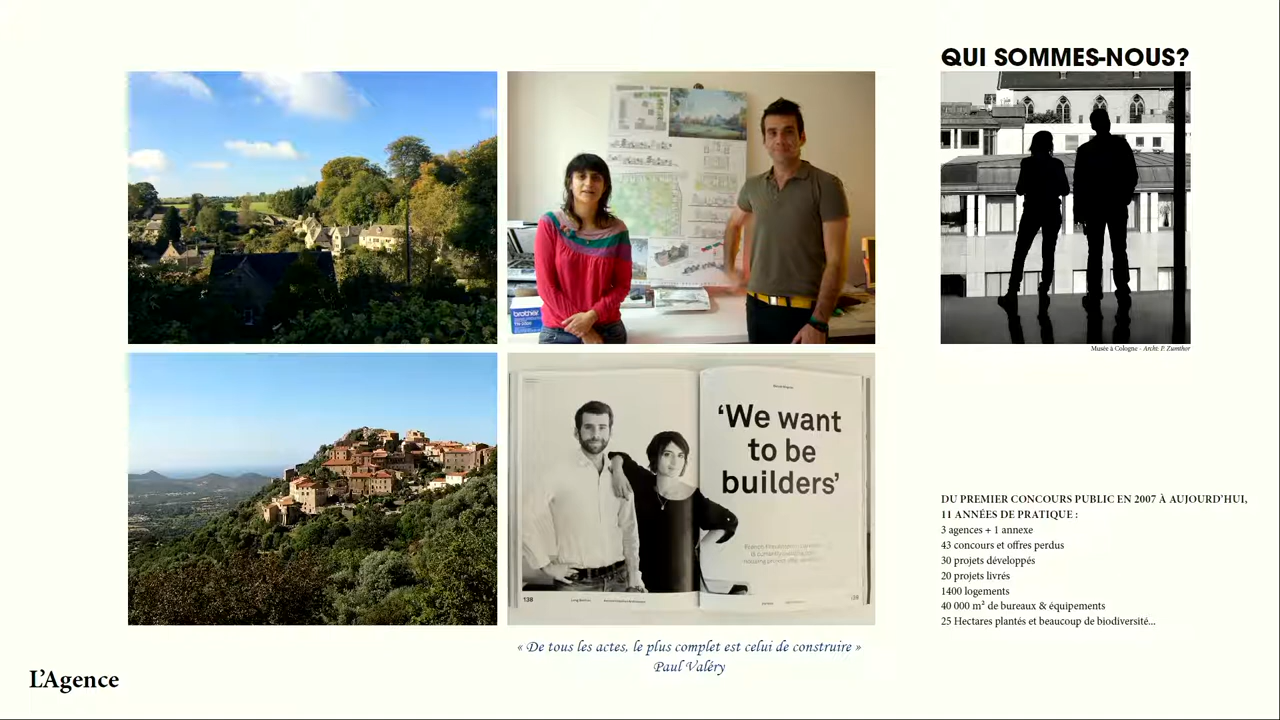 QUI SOMMES-NOUS?
brother
Musée à Cologne - Archt. P. Zumthor
'We want
to be
builders'
138
DU PREMIER CONCOURS PUBLIC EN 2007 À AUJOURD'HUI,
11 ANNÉES DE PRATIQUE :
3 agences + 1 annexe
43 concours et offres perdus
30 projets développés
20 projets livrés
1400 logements
40 000 m² de bureaux & équipements
25 Hectares plantés et beaucoup de biodiversité...
« De tous les actes, le plus complet est celui de construire »
Paul Valéry
L'Agence